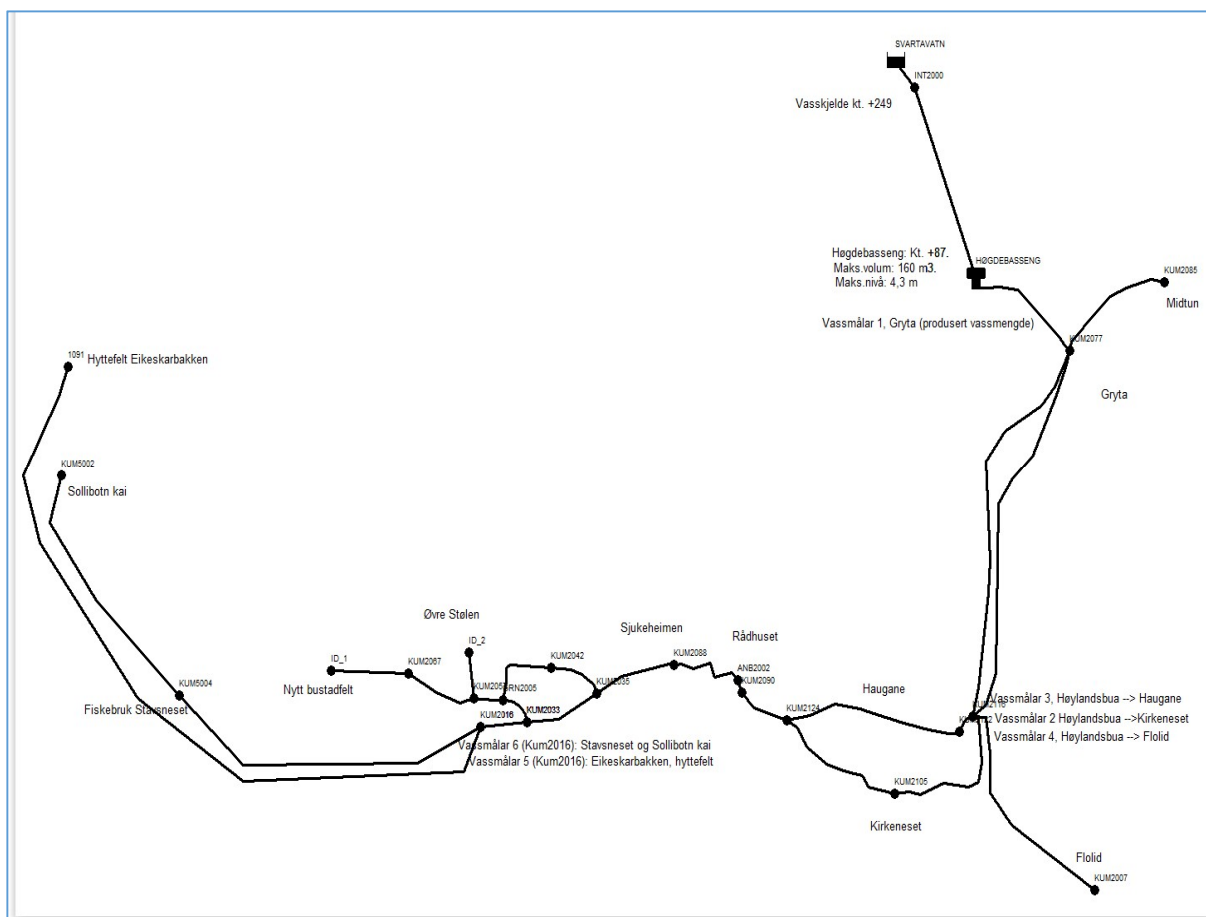 SVARTAVATN
INT2000
Vasskjelde kt. +249
Høgdebasseng: Kt. +87.
Maks.volum: 160 m3.
Maks.nivå: 4,3 m
HØGDEBASSENG
KUM2085
Midtun
Vassmålar 1, Gryta (produsert vassmengde)
KUM2077
1091
Hyttefelt Eikeskarbakken
Gryta
KUM5002
Sollibotn kai
Øvre Stølen
Sjukeheimen
Rådhuset
ID_2
ID_1
KUM2067
KUM2042
KUM2088
ANB2002
KUM2090
Nytt bustadfelt
BRN2005
KUM2035
Haugane
KUM5004
Fiskebruk Stavsneset
KUM2033
KUM2124
KUM2116
Vassmålar 3, Høylandsbua --> Haugane
Vassmålar 2 Høylandsbua -->Kirkeneset
Vassmålar 4, Høylandsbua --> Flolid
Vassmålar 6 (Kum2016): Stavsneset og Sollibotn kai
Vassmålar 5 (Kum2016): Eikeskarbakken, hyttefelt
KUM2105
Kirkeneset
Flolid
KUM2007